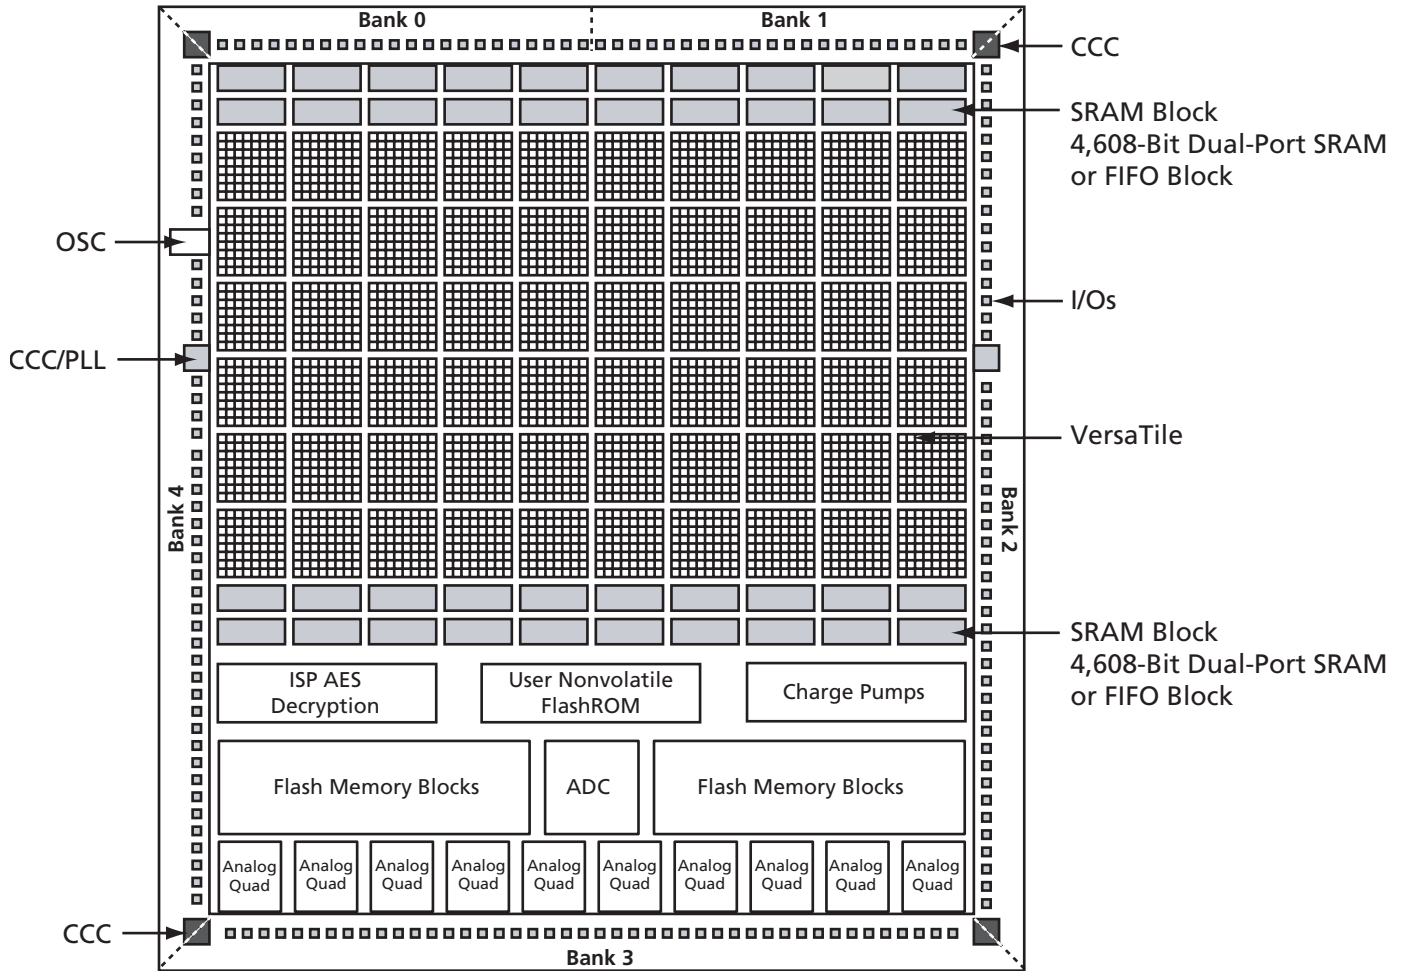 Bank 0
Bank 1
CCC
SRAM Block
4,608-Bit Dual-Port SRAM
or FIFO Block
OSC
I/Os
CCC/PLL
VersaTile
Bank 4
Bank 2
SRAM Block
4,608-Bit Dual-Port SRAM
or FIFO Block
ISP AES
Decryption
User Nonvolatile
FlashROM
Charge Pumps
Flash Memory Blocks
ADC
Flash Memory Blocks
Analog
Quad
Analog
Quad
Analog
Quad
Analog
Quad
Analog
Quad
Analog
Quad
Analog
Quad
Analog
Quad
Analog
Quad
Analog
Quad
CCC
Bank 3